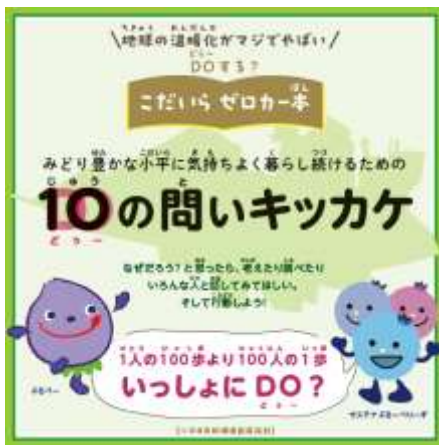 \地球の温暖化がマジでやばい/
DOする?
こだいら ゼロカー本
みどり豊かな小平に気持ちよく暮らし続けるための
10の問いキッカケ
なぜだろう?と思ったら、考えたり調べたり
いろんな人と話してみてほしい。
そして行動しよう!
1人の100歩より100人の1歩
いっしょにDO?
ぶるべー